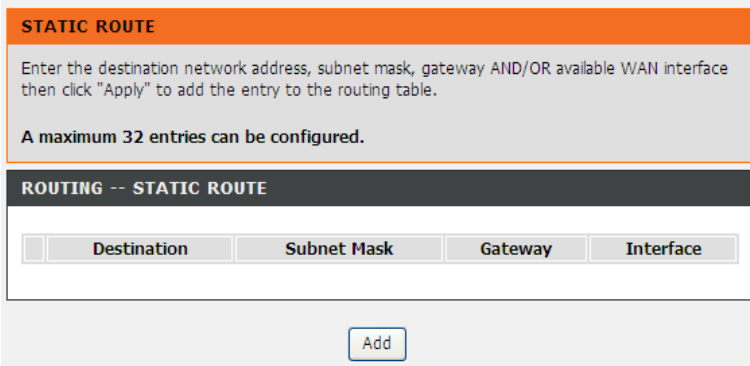 STATIC ROUTE
Enter the destination network address, subnet mask, gateway AND/OR available WAN interface
then click "Apply" to add the entry to the routing table.
A maximum 32 entries can be configured.
ROUTING -- STATIC ROUTE
Destination Subnet Mask Gateway Interface
Add